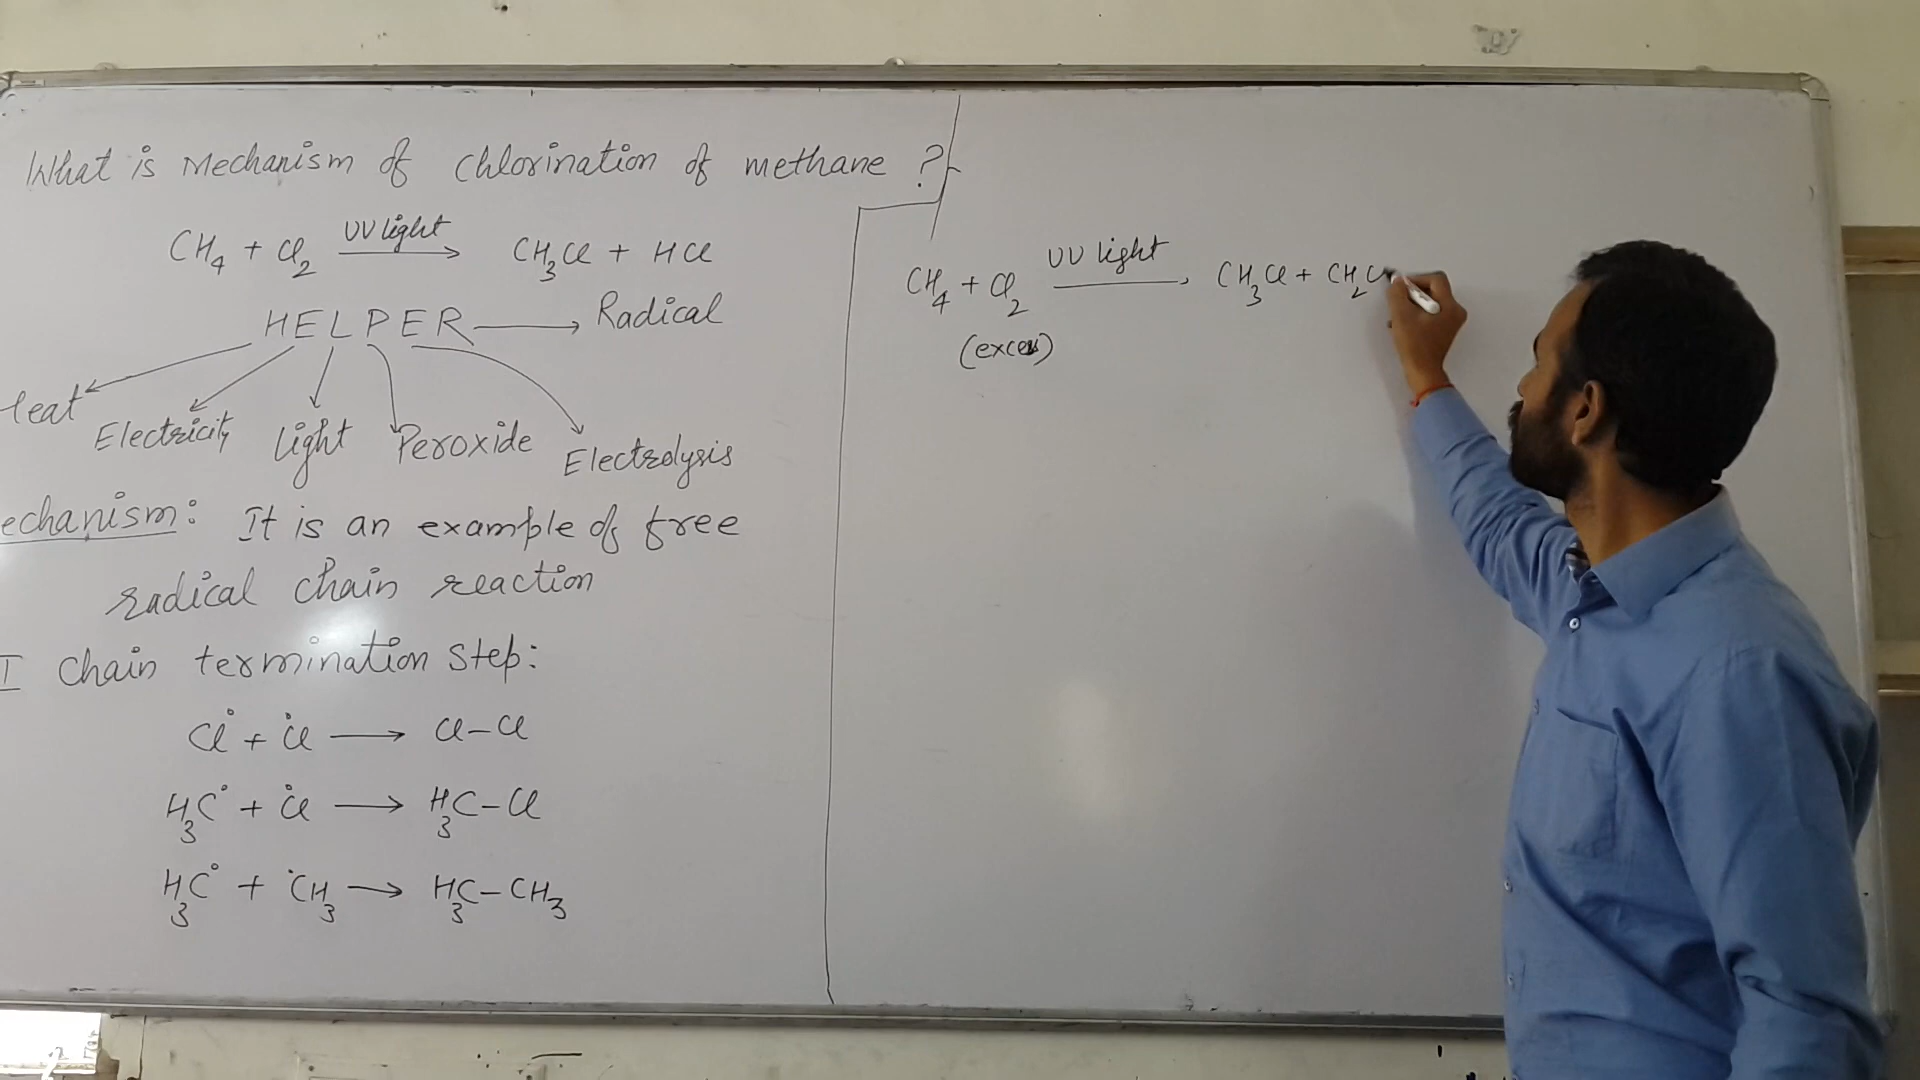 What is Mechanism of Chlorination of methane ?
CH4 + Cl2 UV light → CH3Cl + HCl
HELPER → Radical
Heat Electricity light Peroxide Electrolysis
echanism: It is an example of free
radical chain reaction
I Chain termination Step:
Cl° + °Cl → Cl-Cl
H3C° + °Cl → H3C-Cl
H3C° + °CH3 → H3C-CH3
CH4 + Cl2 UV light → CH3Cl + CH2C
(excess)